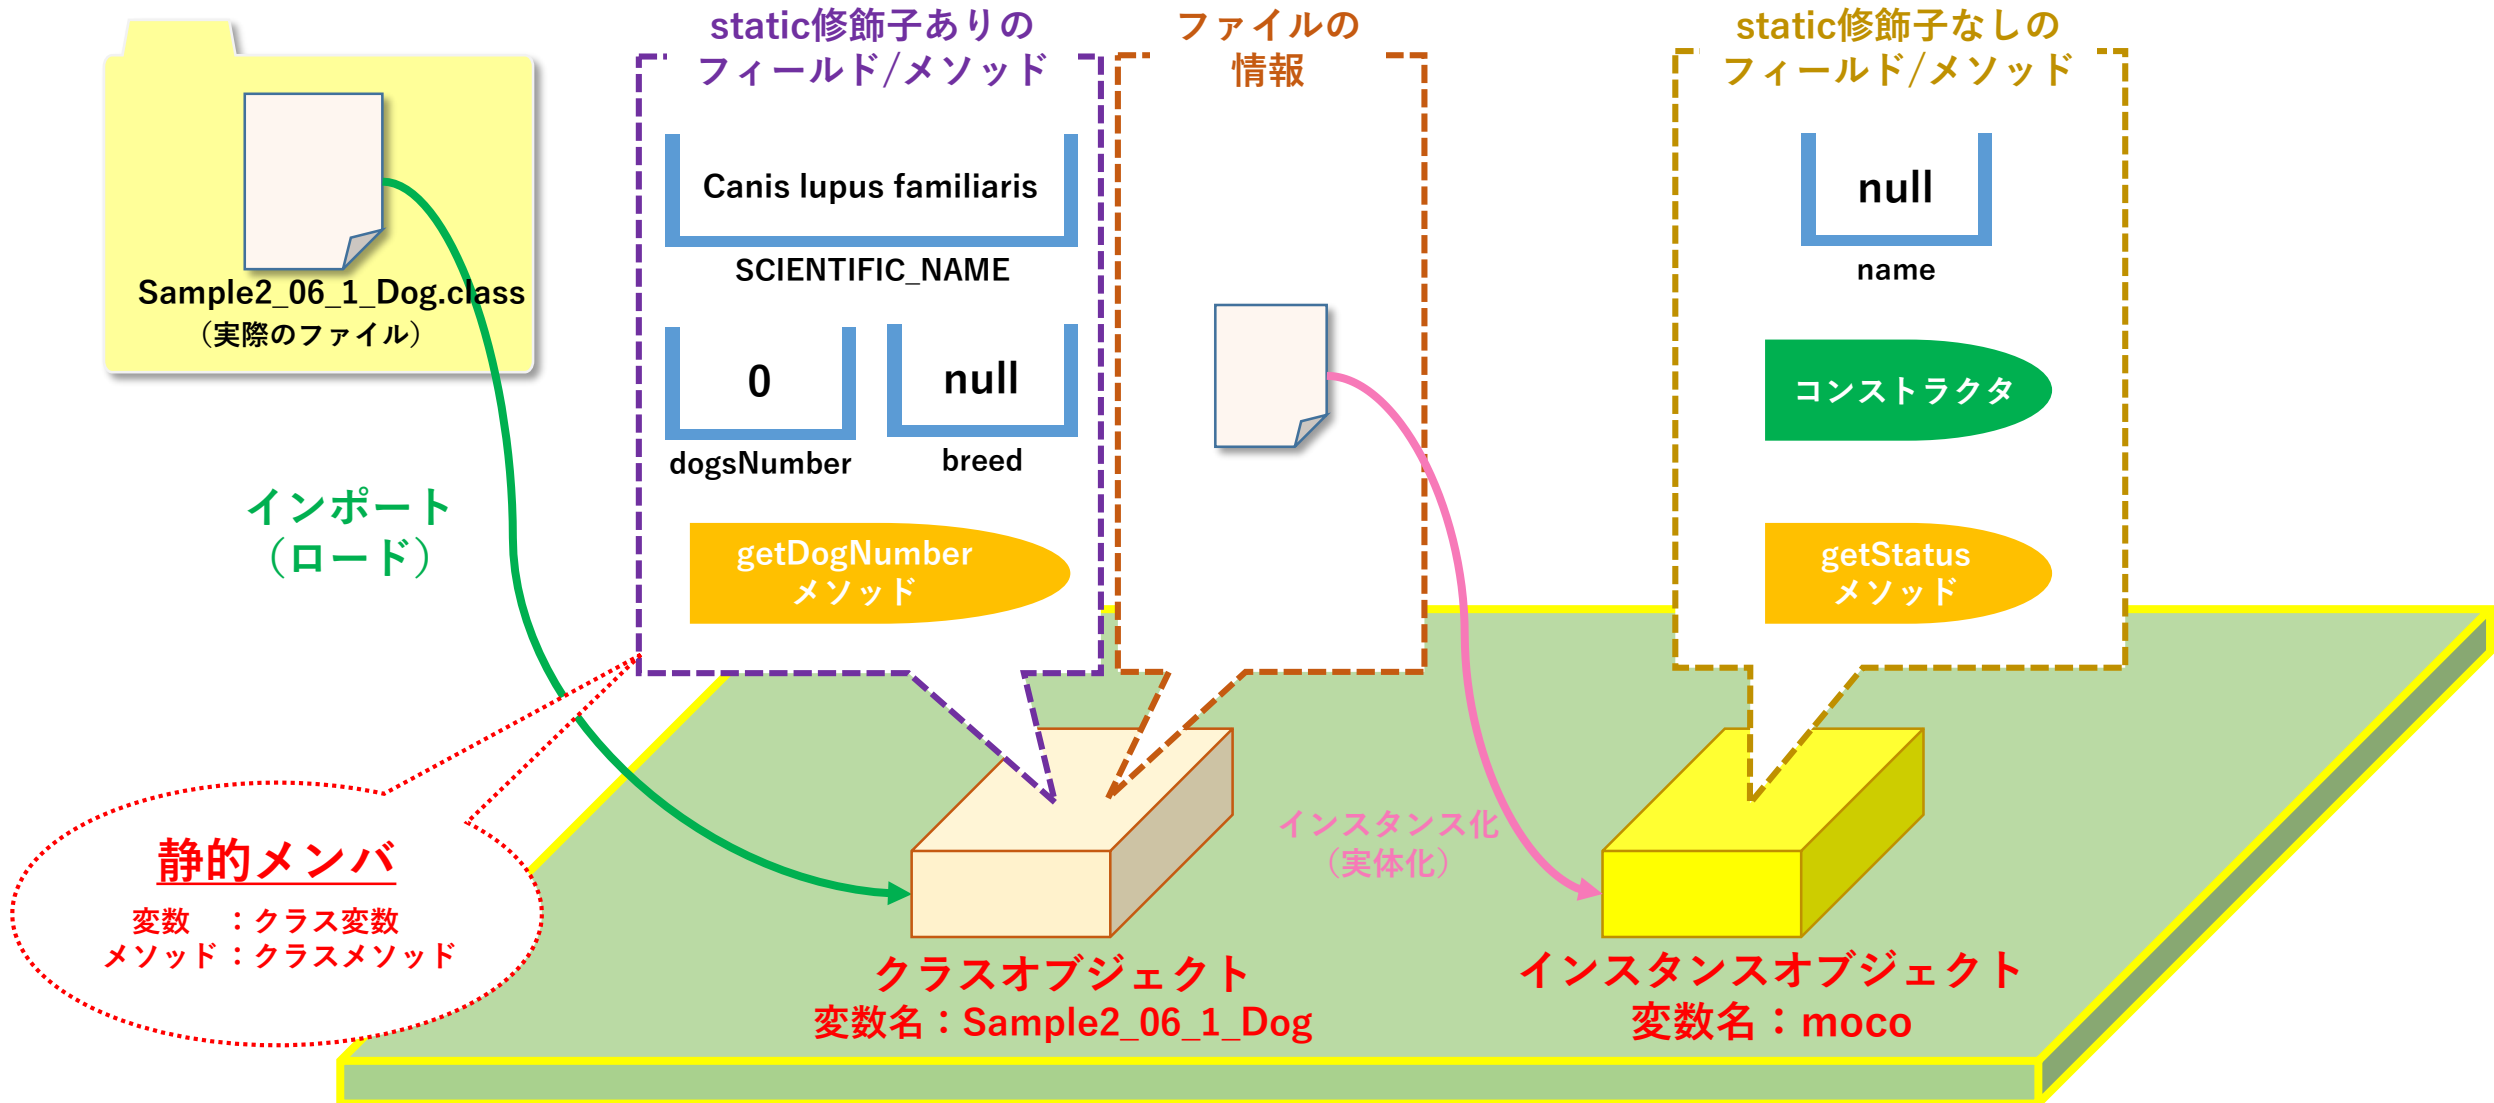 Sample2_06_1_Dog.class
（実際のファイル）
インポート
（ロード）
static修飾子ありの
フィールド/メソッド
Canis lupus familiaris
SCIENTIFIC_NAME
0
dogsNumber
null
breed
getDogNumber
メソッド
ファイルの
情報
static修飾子なしの
フィールド/メソッド
null
name
コンストラクタ
getStatus
メソッド
静的メンバ
変数　：クラス変数
メソッド：クラスメソッド
インスタンス化
（実体化）
クラスオブジェクト
変数名：Sample2_06_1_Dog
インスタンスオブジェクト
変数名：moco